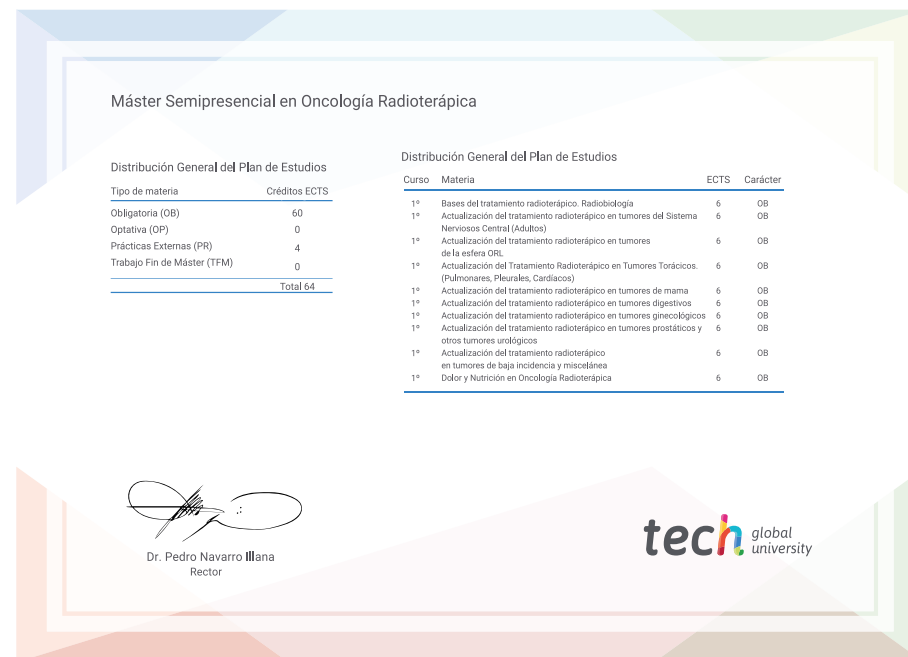 Máster Semipresencial en Oncología Radioterápica
Distribución General del Plan de Estudios
Tipo de materia Créditos ECTS
Obligatoria (OB) 60
Optativa (OP) 0
Prácticas Externas (PR) 4
Trabajo Fin de Máster (TFM) 0
Total 64
Distribución General del Plan de Estudios
Curso Materia ECTS Carácter
1º Bases del tratamiento radioterápico. Radiobiología 6 OB
1º Actualización del tratamiento radioterápico en tumores del Sistema 6 OB
Nerviosos Central (Adultos)
1º Actualización del tratamiento radioterápico en tumores 6 OB
de la esfera ORL
1º Actualización del Tratamiento Radioterápico en Tumores Torácicos. 6 OB
(Pulmonares, Pleurales, Cardíacos)
1º Actualización del tratamiento radioterápico en tumores de mama 6 OB
1º Actualización del tratamiento radioterápico en tumores digestivos 6 OB
1º Actualización del tratamiento radioterápico en tumores ginecológicos 6 OB
1º Actualización del tratamiento radioterápico en tumores prostáticos y 6 OB
otros tumores urológicos
1º Actualización del tratamiento radioterápico 6 OB
en tumores de baja incidencia y miscelánea
1º Dolor y Nutrición en Oncología Radioterápica 6 OB
Dr. Pedro Navarro Illana
Rector
tech global
university